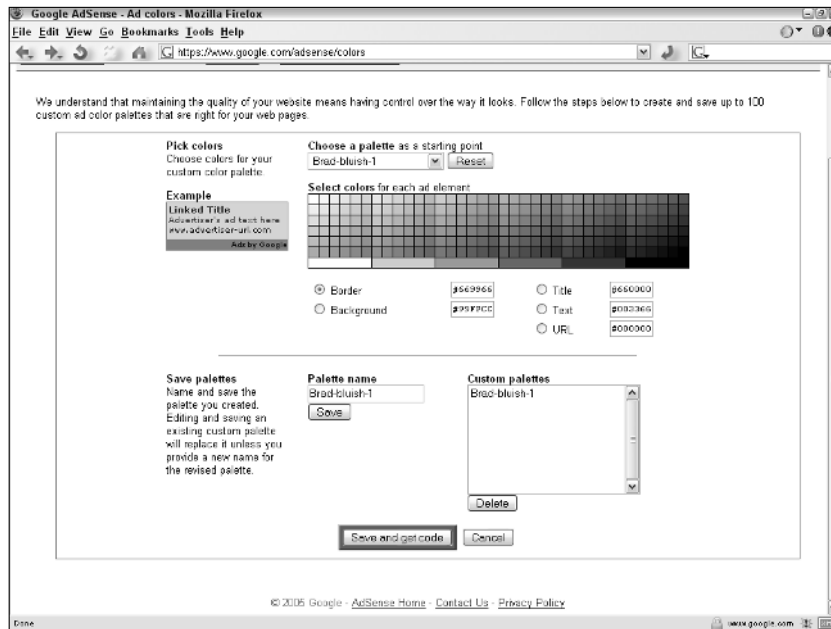 Google AdSense - Ad colors - Mozilla Firefox
File Edit View Go Bookmarks Tools Help
https://www.google.com/adsense/colors
We understand that maintaining the quality of your website means having control over the way it looks. Follow the steps below to create and save up to 100
custom ad color palettes that are right for your web pages.
Pick colors
Choose colors for your
custom color palette
Example
Linked Title
Advertiser's ad text here
www.advertiser-url.com
Ads by Google
Choose a palette as a starting point
Brad-bluish-1 Reset
Select colors for each ad element
Border
Background
Title #660000
Text
URL #000000
Save palettes
Name and save the
palette you created.
Editing and saving an
existing custom palette
will replace it unless you
provide a new name for
the revised palette.
Palette name
Brad-bluish-1
Save
Custom palettes
Brad-bluish-1
Delete
Save and get code Cancel
© 2005 Google - AdSense Home - Contact Us - Privacy Policy
Done www.google.com